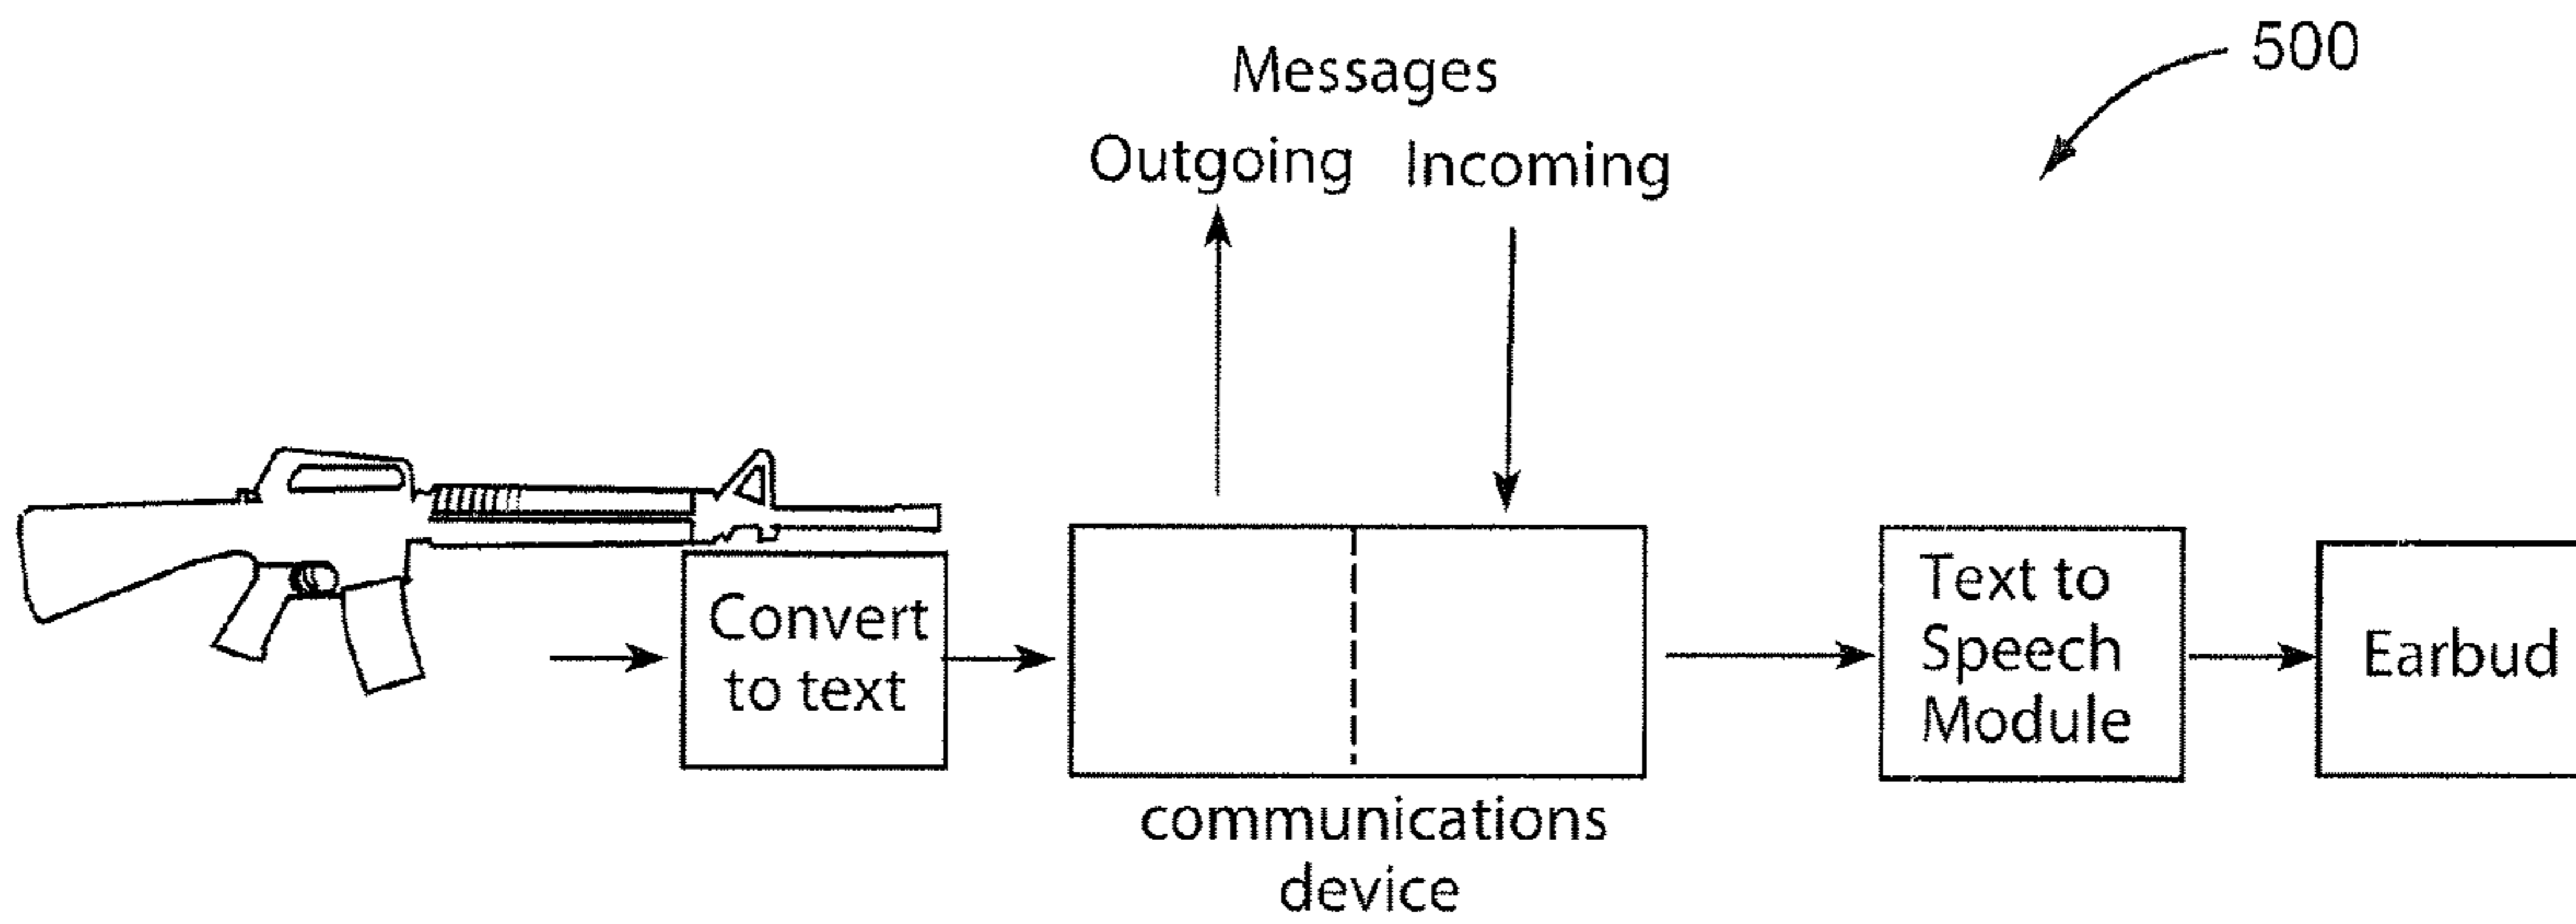 500
Messages
Outgoing Incoming
Convert
to text
Text to
Speech
Module
Earbud
communications
device